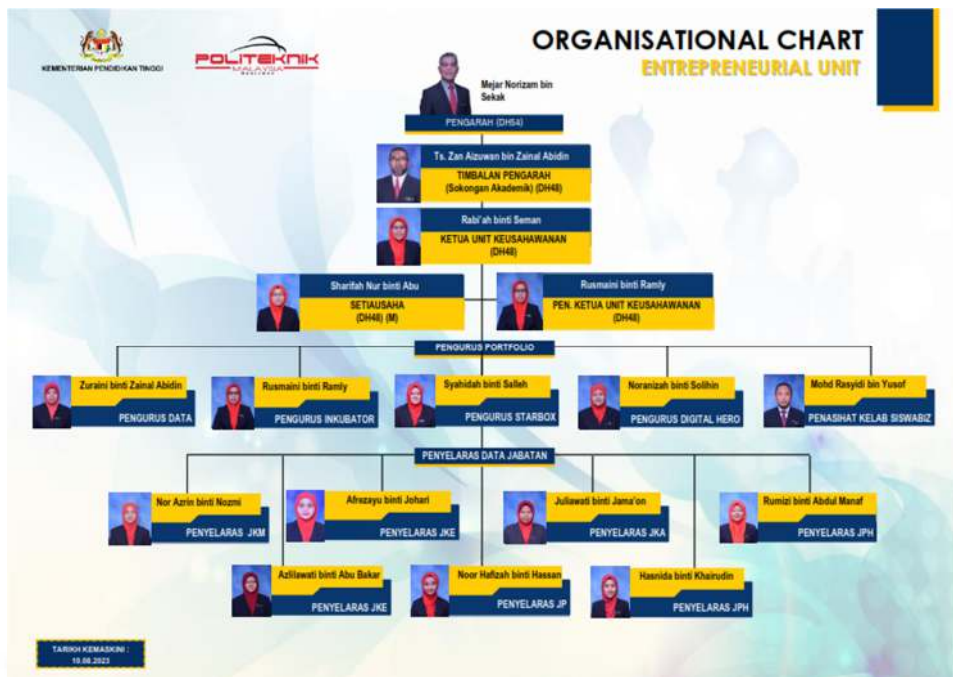 KEMENTERIAN PENDIDIKAN TINGGI
POLITEKNIK
MALAYSIA
ORGANISATIONAL CHART
ENTREPRENEURIAL UNIT
Mejar Norizam bin
Sekak
PENGARAH (DH54)
Ts. Zan Aizuwan bin Zainal Abidin
TIMBALAN PENGARAH
(Sokongan Akademik) (DH48)
Rabi'ah binti Seman
KETUA UNIT KEUSAHAWANAN
(DH48)
Sharifah Nur binti Abu
SETIAUSAHA
(DH48) (M)
Rusmaini binti Ramly
PEN. KETUA UNIT KEUSAHAWANAN
(DH48)
PENGURUS PORTFOLIO
Zuraini binti Zainal Abidin
PENGURUS DATA
Rusmaini binti Ramly
PENGURUS INKUBATOR
Syahidah binti Salleh
PENGURUS STARBOX
Noranizah binti Solihin
PENGURUS DIGITAL HERO
Mohd Rasyidi bin Yusof
PENASIHAT KELAB SISWABIZ
PENYELARAS DATA JABATAN
Nor Azrin binti Nozmi
PENYELARAS JKM
Afrezayu binti Johari
PENYELARAS JKE
Juliawati binti Jama'on
PENYELARAS JKA
Rumizi binti Abdul Manaf
PENYELARAS JPH
Azlilawati binti Abu Bakar
PENYELARAS JKE
Noor Hafizah binti Hassan
PENYELARAS JP
Hasnida binti Khairudin
PENYELARAS JPH
TARIKH KEMASKINI :
10.08.2023